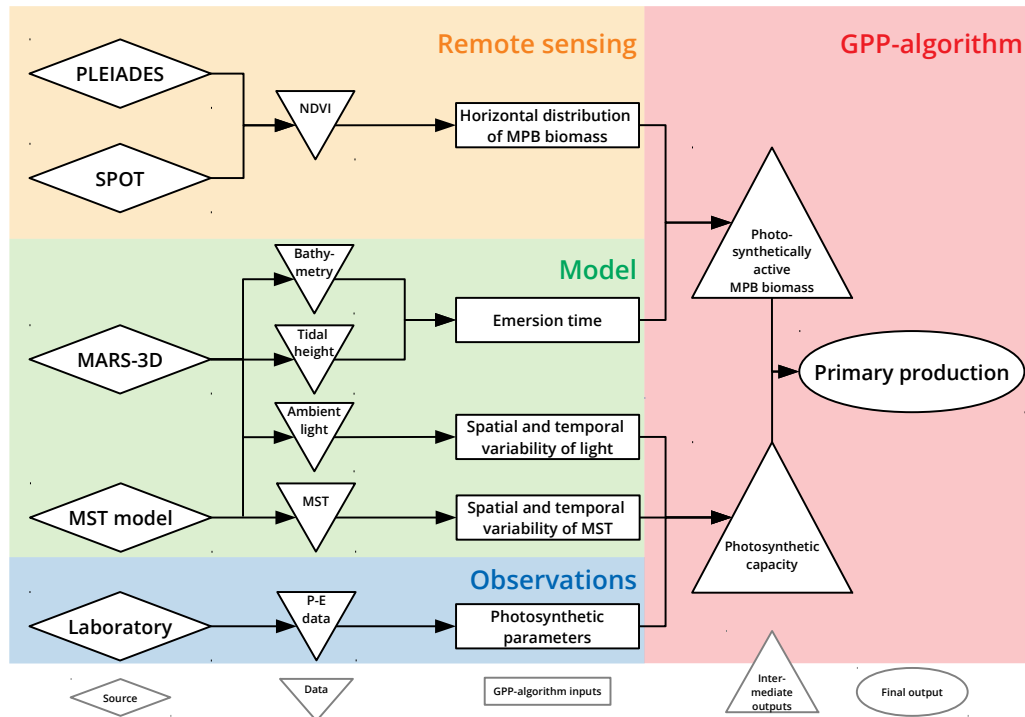 Remote sensing
GPP-algorithm
PLEIADES
NDVI
Horizontal distribution
of MPB biomass
SPOT
Photo-
synthetically
active
MPB biomass
Model
Bathy-
metry
Emersion time
Tidal
height
MARS-3D
Primary production
Ambient
light
Spatial and temporal
variability of light
MST model
MST
Spatial and temporal
variability of MST
Photosynthetic
capacity
Observations
Laboratory
P-E
data
Photosynthetic
parameters
Source
Data
GPP-algorithm inputs
Inter-
mediate
outputs
Final output